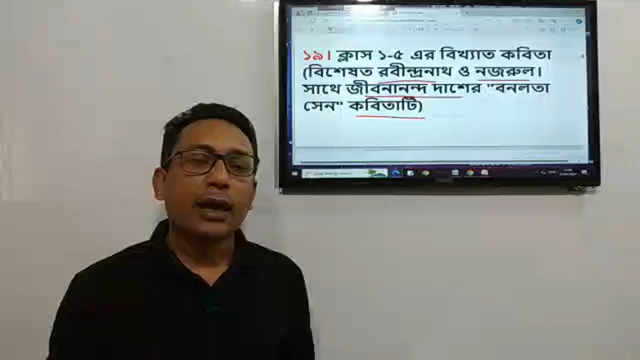 ১৯। ক্লাস ১-৫ এর বিখ্যাত কবিতা
(বিশেষত রবীন্দ্রনাথ ও নজরুল।
সাথে জীবনানন্দ দাশের "বনলতা
সেন" কবিতাটি)